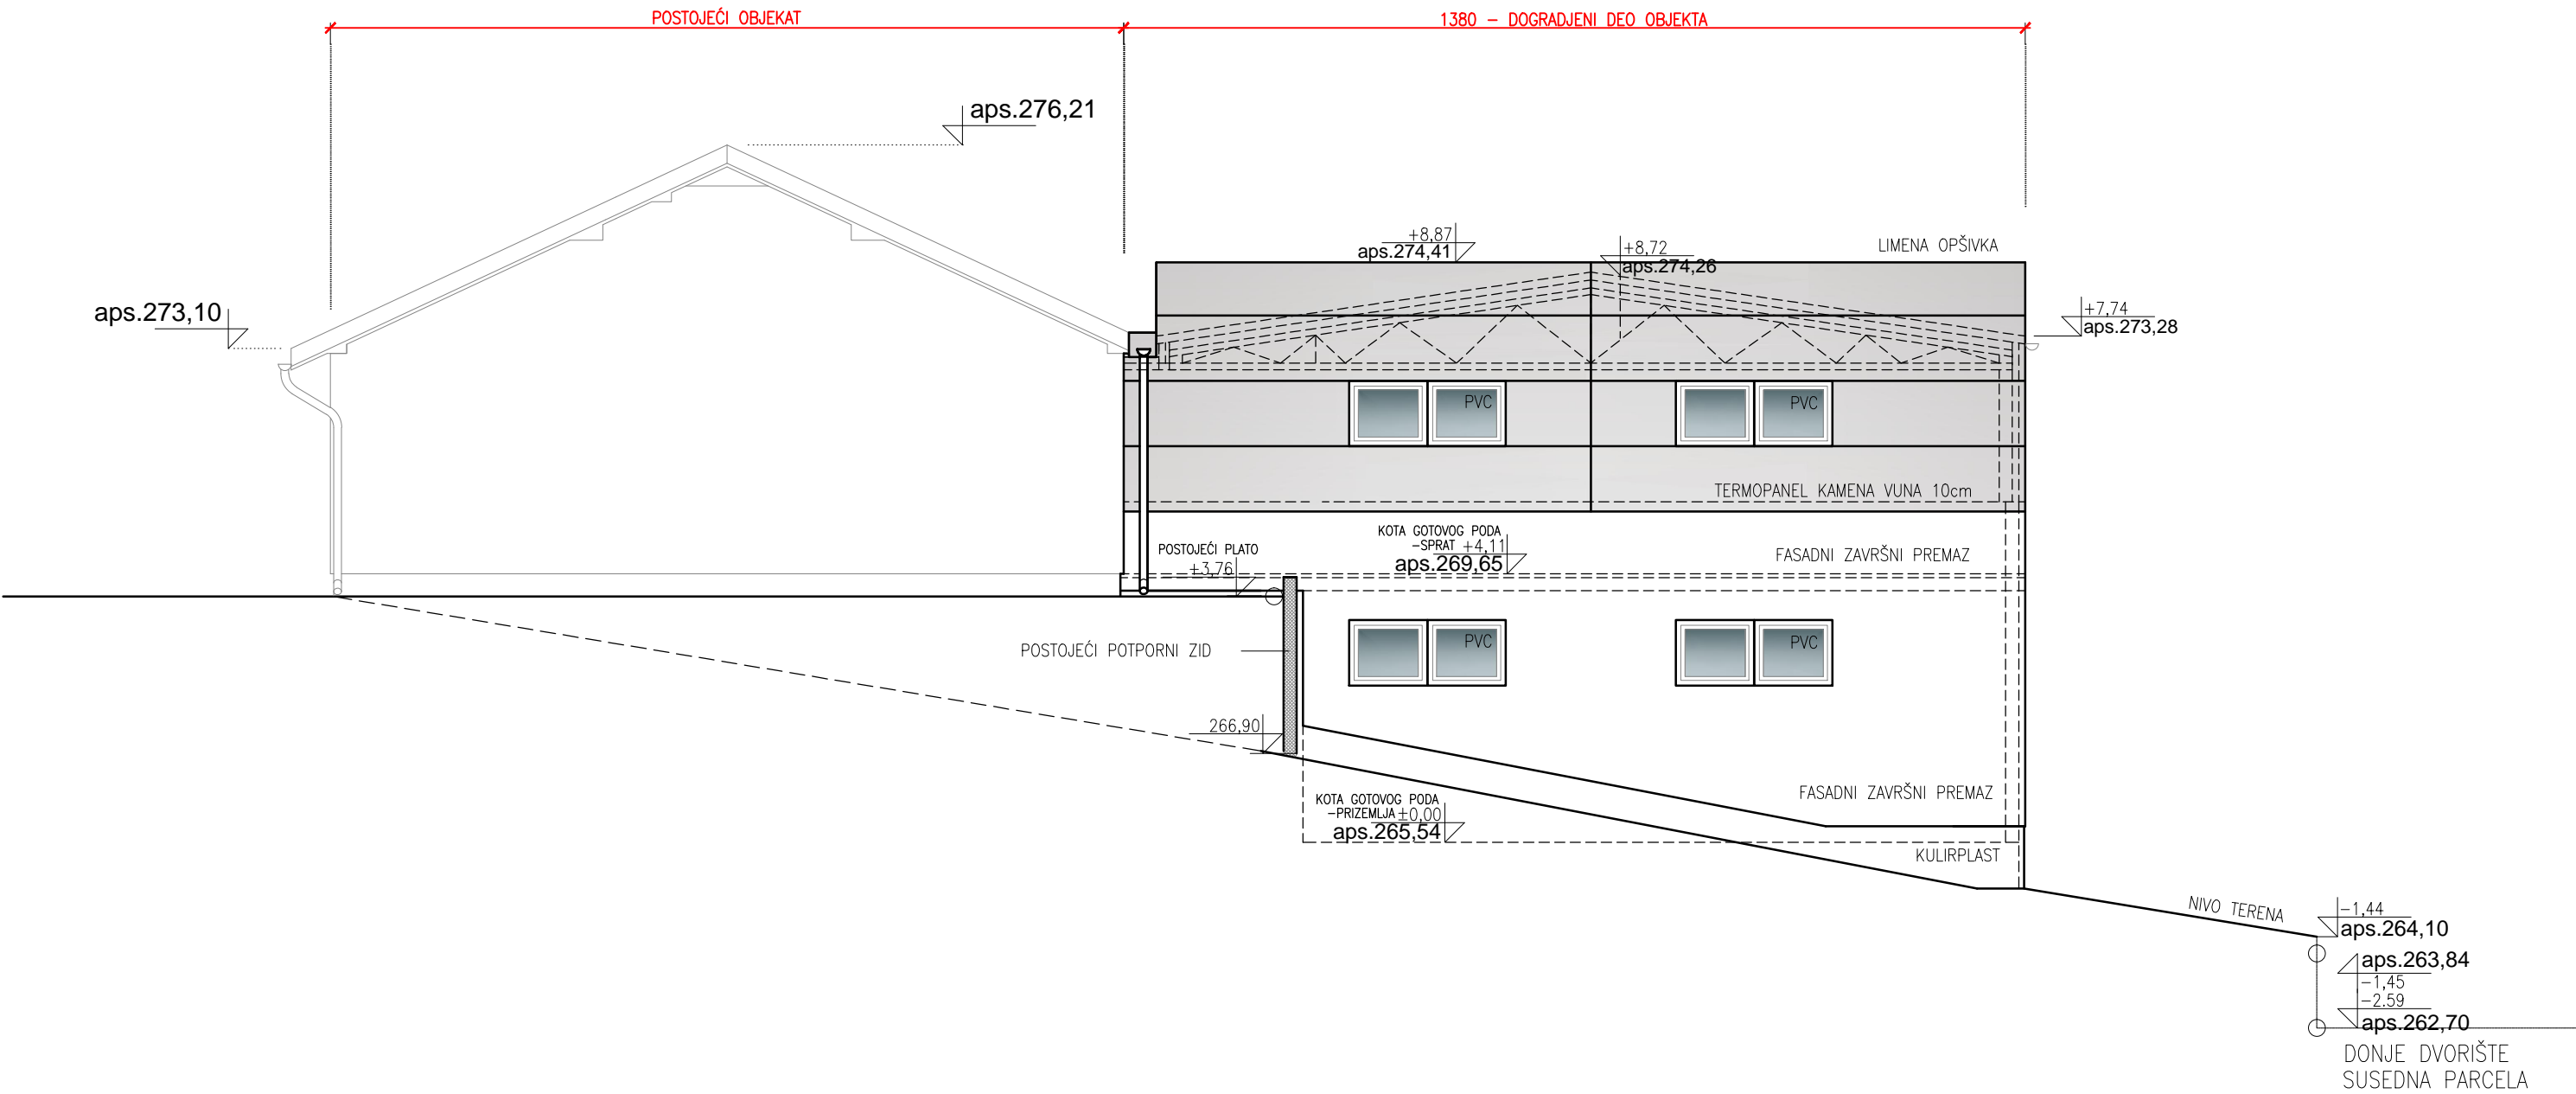 POSTOJEĆI OBJEKAT
1380 – DOGRADJENI DEO OBJEKTA
aps.276,21
aps.273,10
+8,87
aps.274,41
+8,72
aps.274,26
LIMENA OPŠIVKA
+7,74
aps.273,28
PVC
PVC
TERMOPANEL KAMENA VUNA 10cm
KOTA GOTOVOG PODA
–SPRAT +4,11
aps.269,65
POSTOJEĆI PLATO
+3,76
FASADNI ZAVRŠNI PREMAZ
POSTOJEĆI POTPORNI ZID
PVC
PVC
266,90
KOTA GOTOVOG PODA
–PRIZEMLJA ±0,00
aps.265,54
FASADNI ZAVRŠNI PREMAZ
KULIRPLAST
NIVO TERENA
–1,44
aps.264,10
aps.263,84
–1,45
–2.59
aps.262,70
DONJE DVORIŠTE
SUSEDNA PARCELA